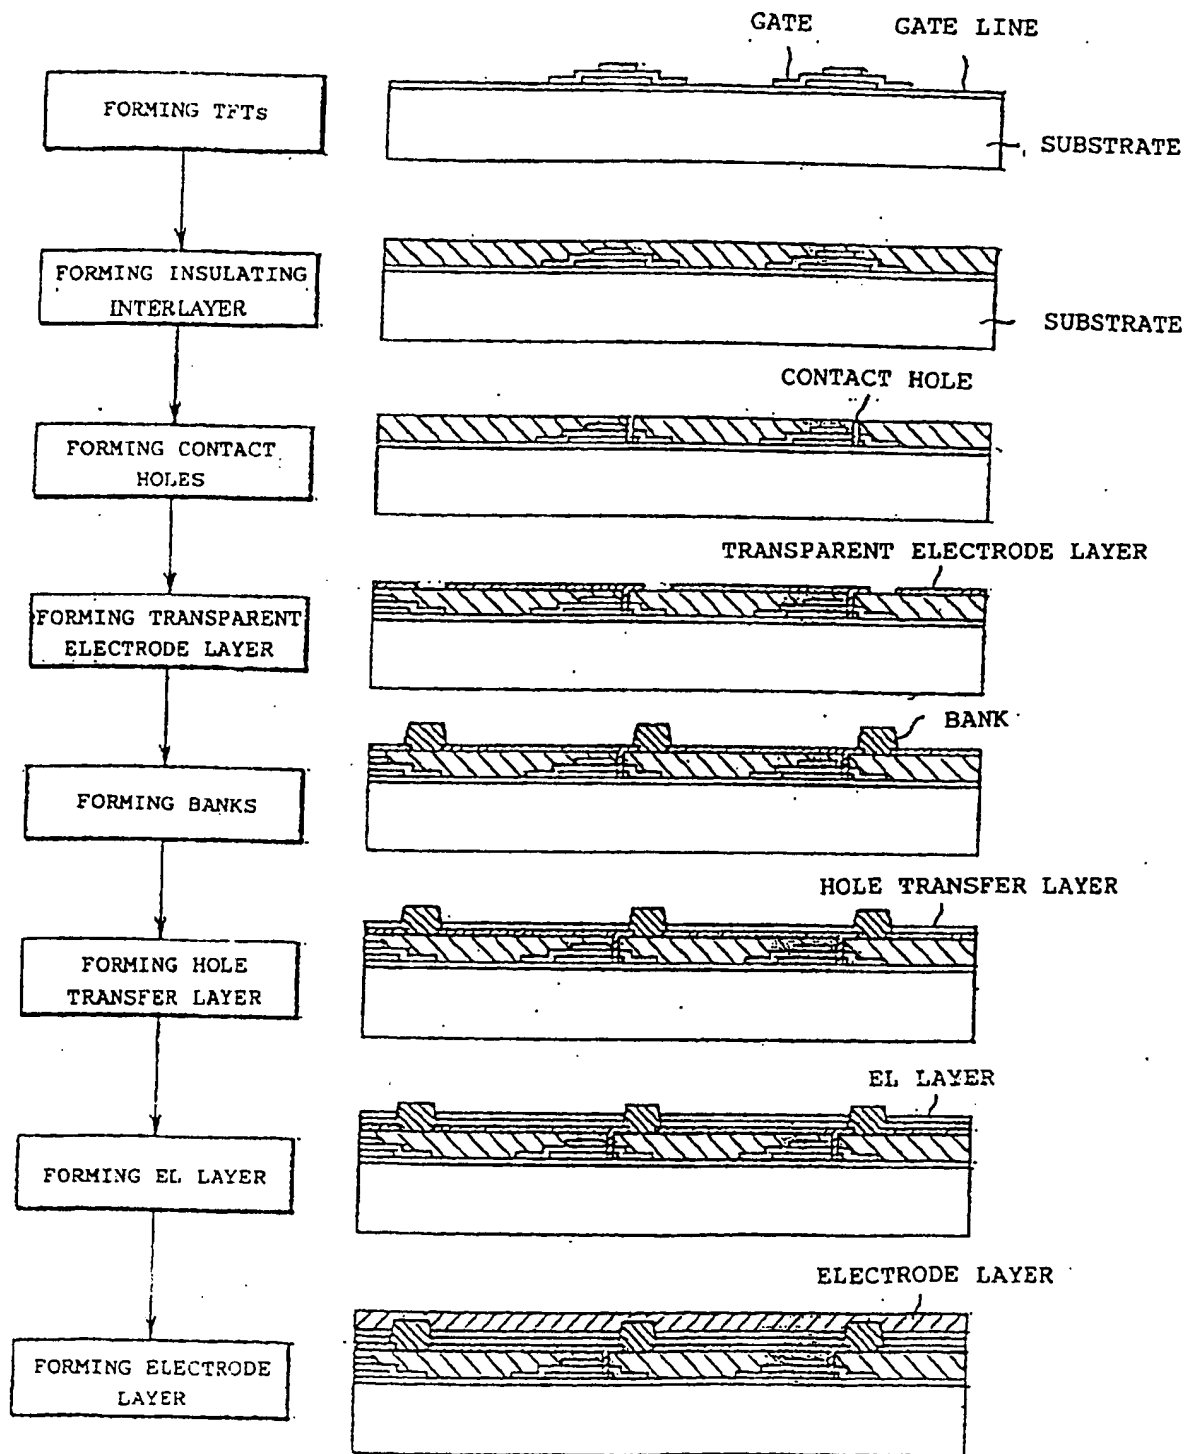 GATE GATE LINE
FORMING TFTs
SUBSTRATE
FORMING INSULATING
INTERLAYER
SUBSTRATE
CONTACT HOLE
FORMING CONTACT
HOLES
TRANSPARENT ELECTRODE LAYER
FORMING TRANSPARENT
ELECTRODE LAYER
BANK
FORMING BANKS
HOLE TRANSFER LAYER
FORMING HOLE
TRANSFER LAYER
EL LAYER
FORMING EL LAYER
ELECTRODE LAYER
FORMING ELECTRODE
LAYER